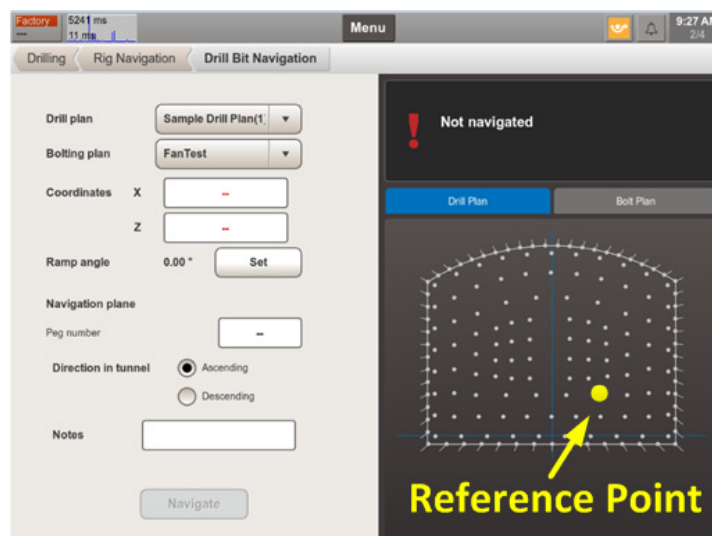 Factory 5241 ms
--- 11 ms
Menu
9:27 AM
2/4
Drilling Rig Navigation Drill Bit Navigation
Drill plan Sample Drill Plan(1
Bolting plan FanTest
Coordinates X --
Z --
Ramp angle 0.00 ° Set
Navigation plane
Peg number --
Direction in tunnel Ascending
Descending
Notes
Navigate
! Not navigated
Drill Plan Bolt Plan
Reference Point